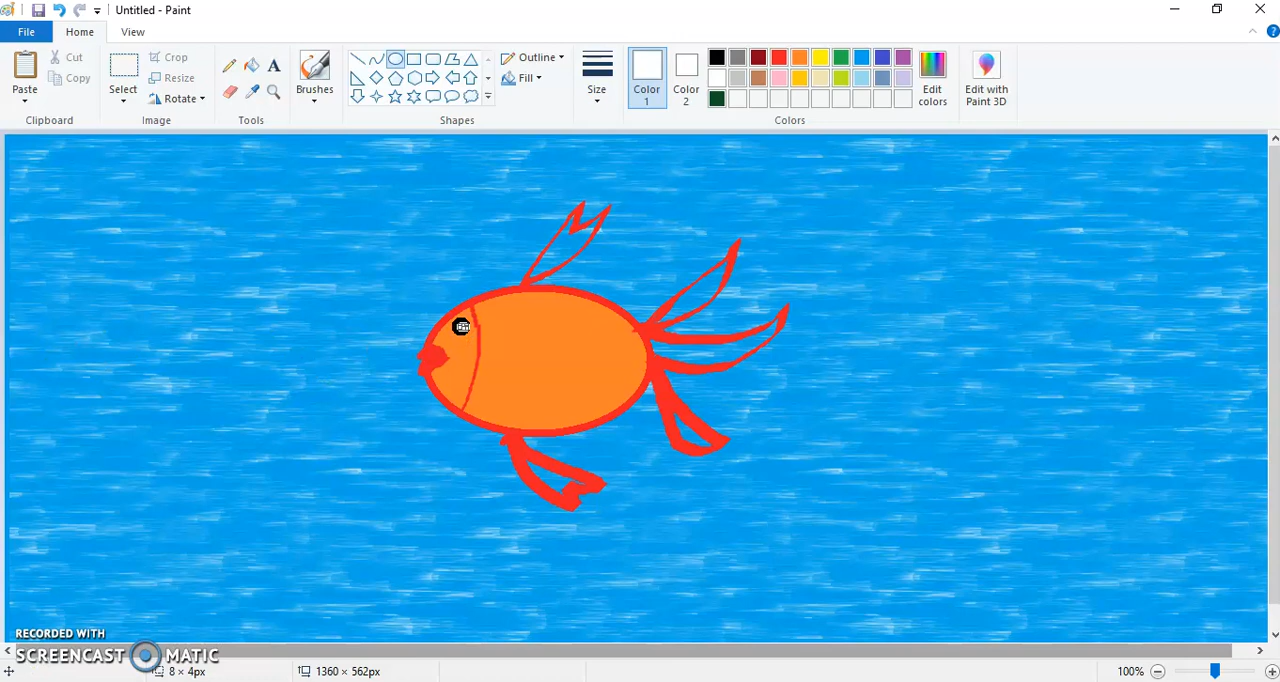 Untitled - Paint
File Home View
Paste
Cut
Copy
Clipboard
Select
Crop
Resize
Rotate
Image
A
Tools
Brushes
Shapes
Outline
Fill
Size
Color
1
Color
2
Edit
colors
Colors
Edit with
Paint 3D
RECORDED WITH
SCREENCAST MATIC
8 × 4px
1360 × 562px
100%